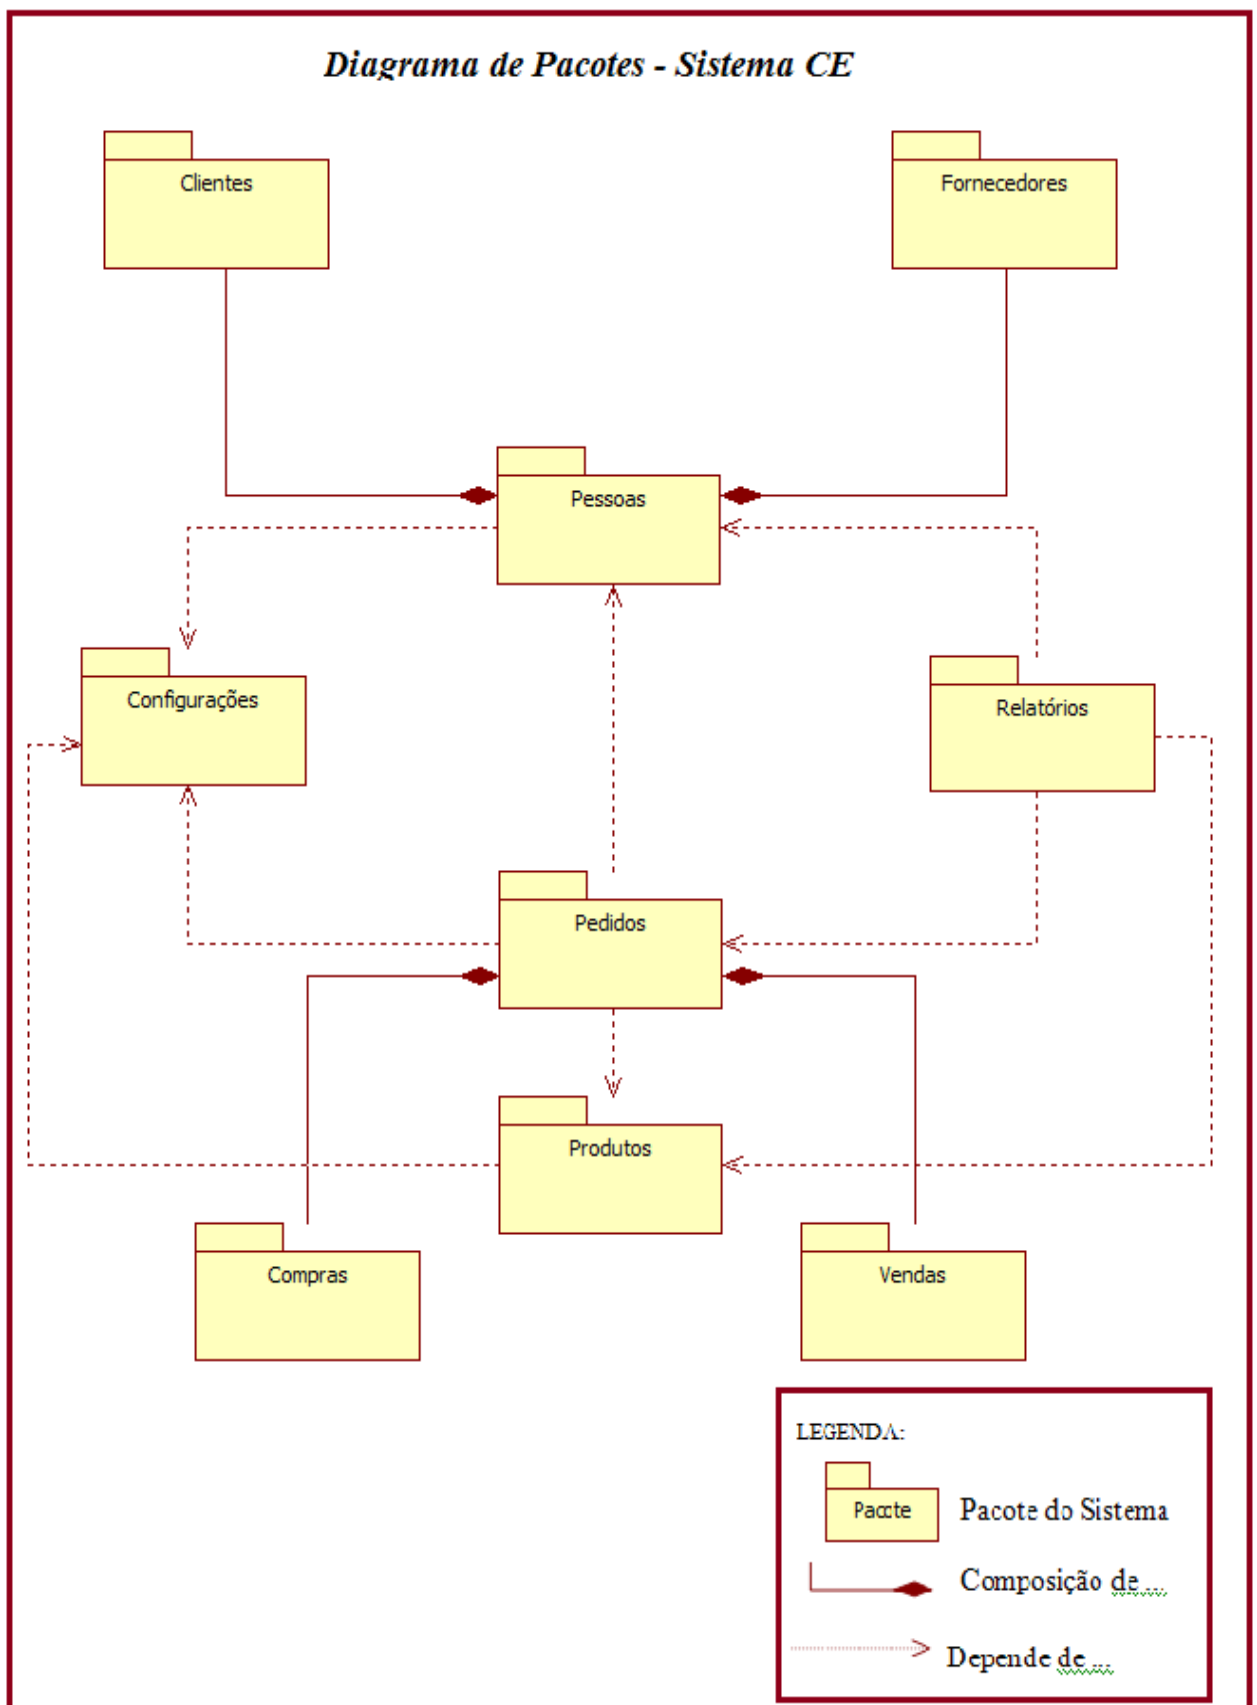 Diagrama de Pacotes - Sistema CE
Clientes
Fornecedores
Pessoas
Configurações
Relatórios
Pedidos
Produtos
Compras
Vendas
LEGENDA:
Pacote
Pacote do Sistema
Composição de ...
Depende de ...